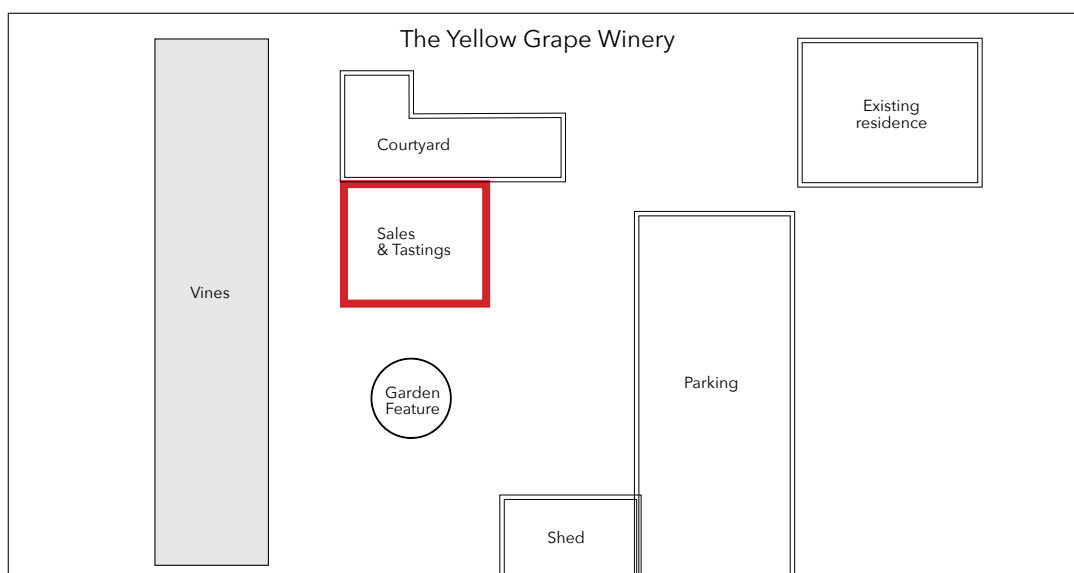 The Yellow Grape Winery
Existing
residence
Courtyard
Sales
& Tastings
Vines
Parking
Garden
Feature
Shed